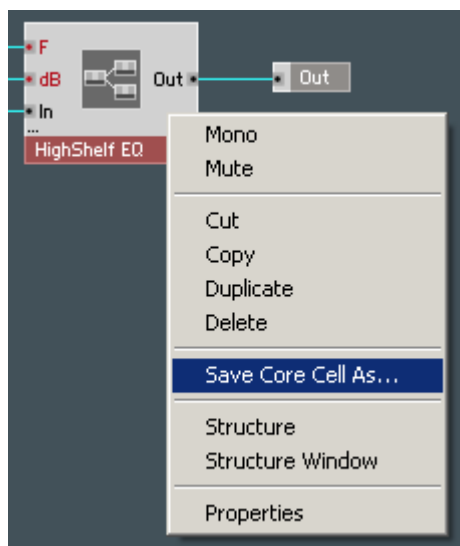 F
dB
Out
Out
In
...
HighShelf EQ
Mono
Mute
Cut
Copy
Duplicate
Delete
Save Core Cell As...
Structure
Structure Window
Properties